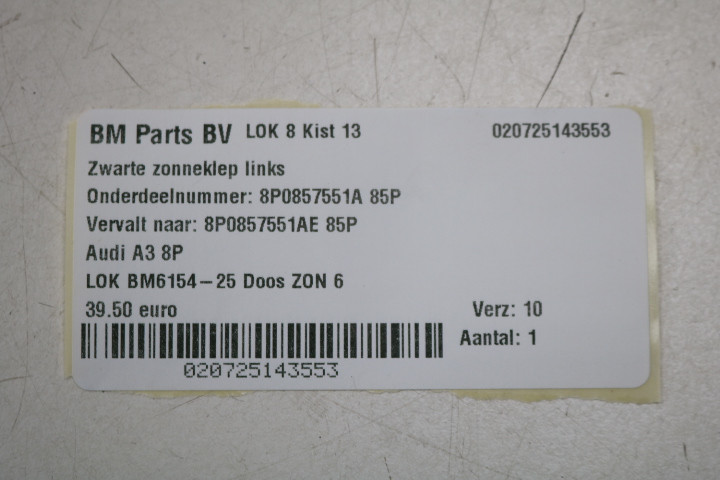 BM Parts BV LOK 8 Kist 13 020725143553
Zwarte zonneklep links
Onderdeelnummer: 8P0857551A 85P
Vervalt naar: 8P0857551AE 85P
Audi A3 8P
LOK BM6154-25 Doos ZON 6
39.50 euro Verz: 10
Aantal: 1
020725143553